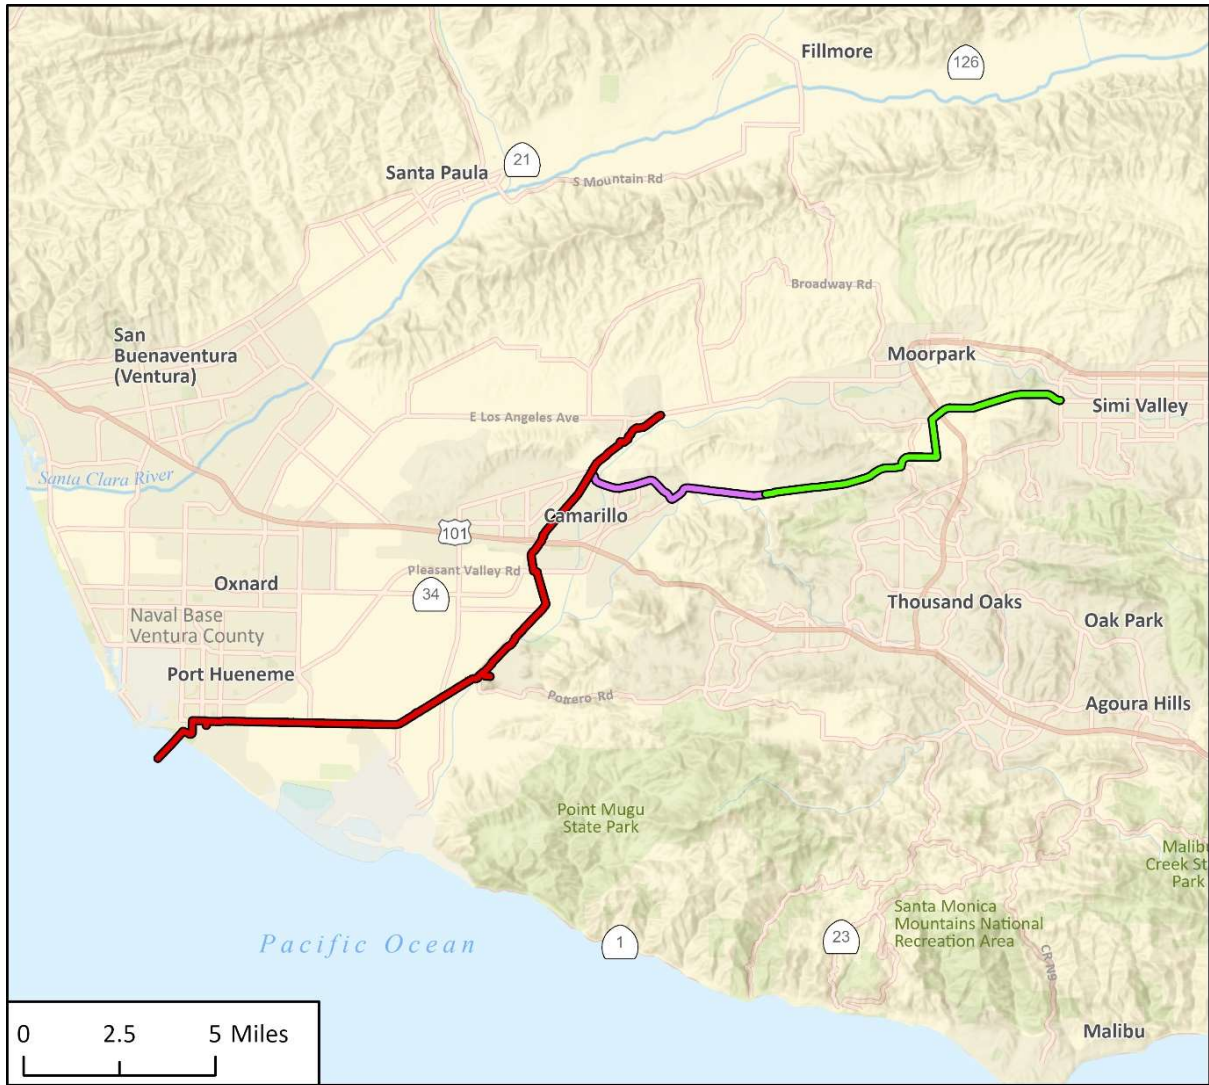 Fillmore
126
21
Santa Paula
S Mountain Rd
Broadway Rd
San
Buenaventura
(Ventura)
Moorpark
E Los Angeles Ave
Simi Valley
Santa Clara River
Camarillo
101
Pleasant Valley Rd
Oxnard
34
Naval Base
Ventura County
Thousand Oaks
Oak Park
Port Hueneme
Potrero Rd
Agoura Hills
Point Mugu
State Park
Malibu
Creek St
Park
Santa Monica
Mountains National
Recreation Area
Pacific Ocean
1
23
CR-N9
Malibu
0 2.5 5 Miles